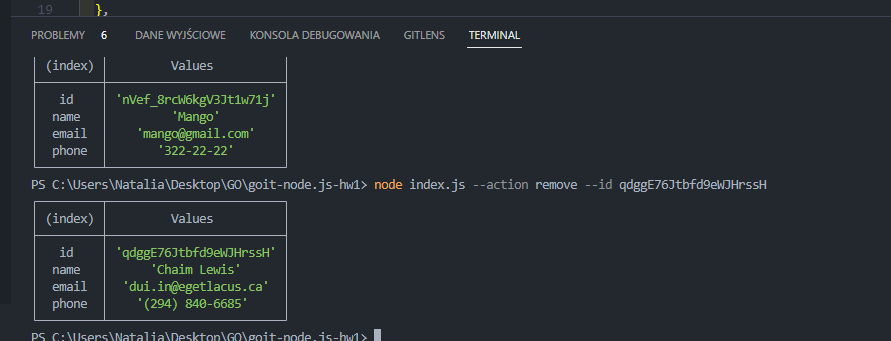 19 },
PROBLEMY 6 DANE WYJŚCIOWE KONSOLA DEBUGOWANIA GITLENS TERMINAL
(index) Values
id 'nVef_8rcW6kgV3Jt1w71j'
name 'Mango'
email 'mango@gmail.com'
phone '322-22-22'
PS C:\Users\Natalia\Desktop\GO\goit-node.js-hw1> node index.js --action remove --id qdggE76Jtbfd9eWJHrssH
(index) Values
id 'qdggE76Jtbfd9eWJHrssH'
name 'Chaim Lewis'
email 'dui.in@egetlacus.ca'
phone '(294) 840-6685'
PS C:\Users\Natalia\Desktop\GO\goit-node.js-hw1>